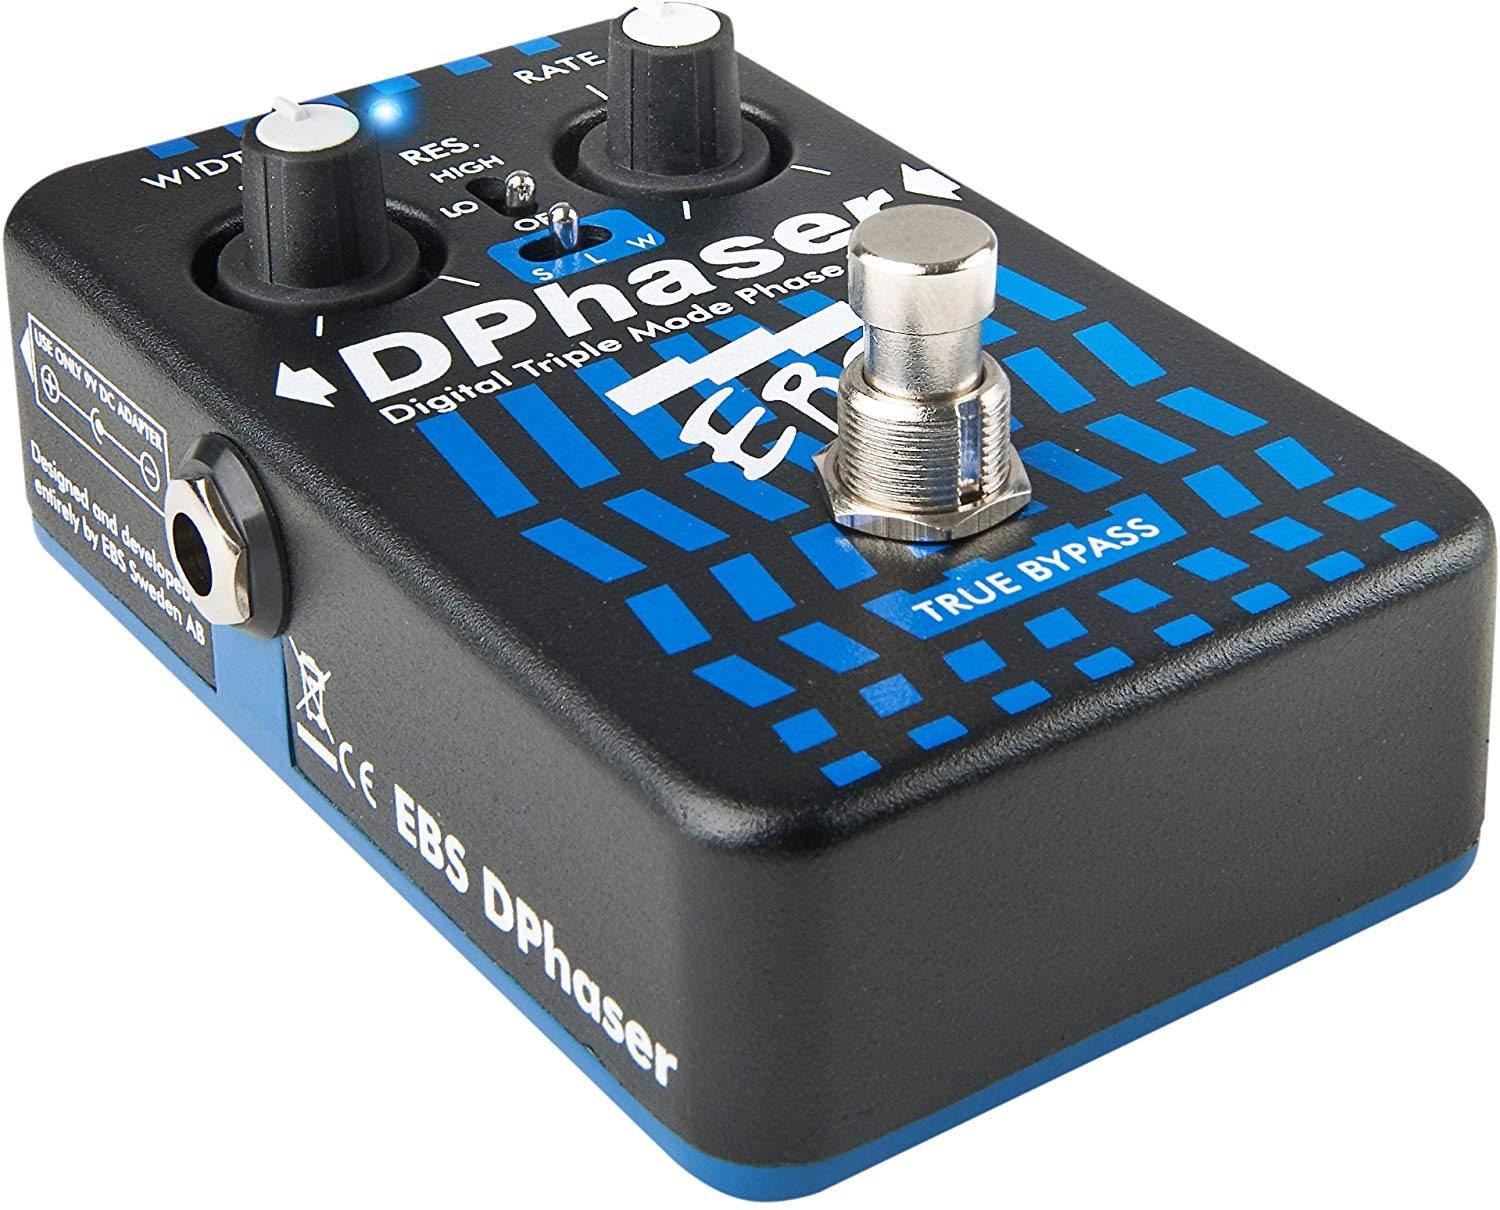 RATE
RES.
HIGH
LO
S L W
DPhaser
Digital Triple Mode Phase
TRUE BYPASS
USE ONLY 9V DC ADAPTER
Designed and developed
entirely by EBS Sweden AB
CE
EBS DPhaser